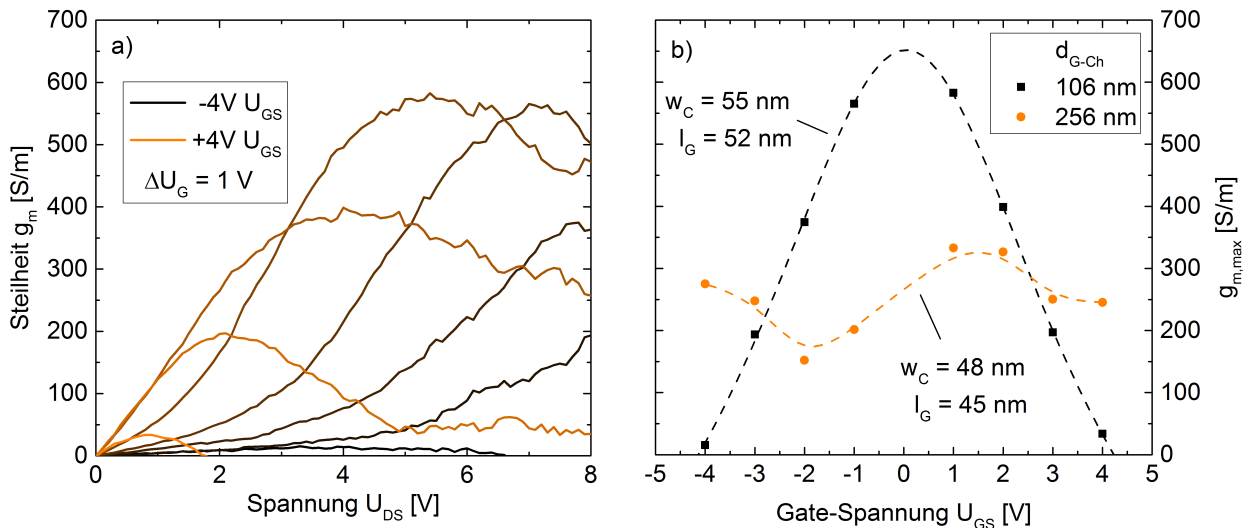 a)
-4V U_GS
+4V U_GS
ΔU_G = 1 V
Steilheit g_m [S/m]
700
600
500
400
300
200
100
0
0 2 4 6 8
Spannung U_DS [V]
b)
d_G-Ch
106 nm
256 nm
w_C = 55 nm
l_G = 52 nm
w_C = 48 nm
l_G = 45 nm
700
600
500
400
300
200
100
0
g_m,max [S/m]
-5 -4 -3 -2 -1 0 1 2 3 4 5
Gate-Spannung U_GS [V]